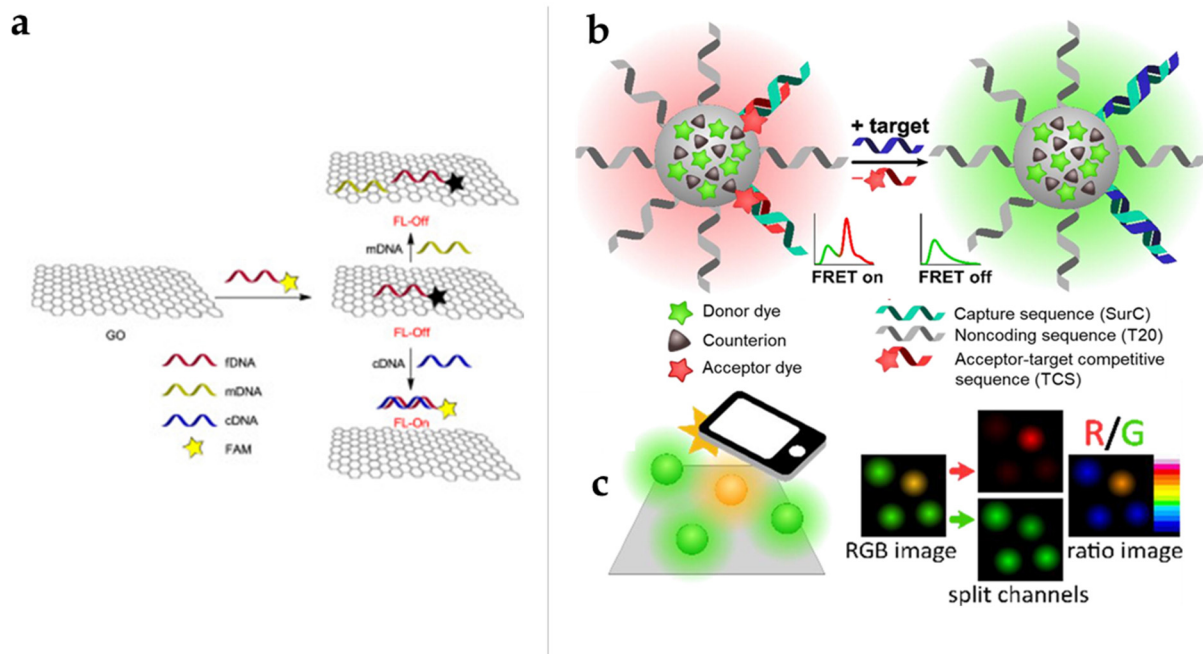 a
FL-Off
mDNA
GO
FL-Off
cDNA
FL-On
fDNA
mDNA
cDNA
FAM
b
+ target
FRET on
FRET off
Donor dye
Counterion
Acceptor dye
Capture sequence (SurC)
Noncoding sequence (T20)
Acceptor-target competitive
sequence (TCS)
c
RGB image
split channels
R/G
ratio image